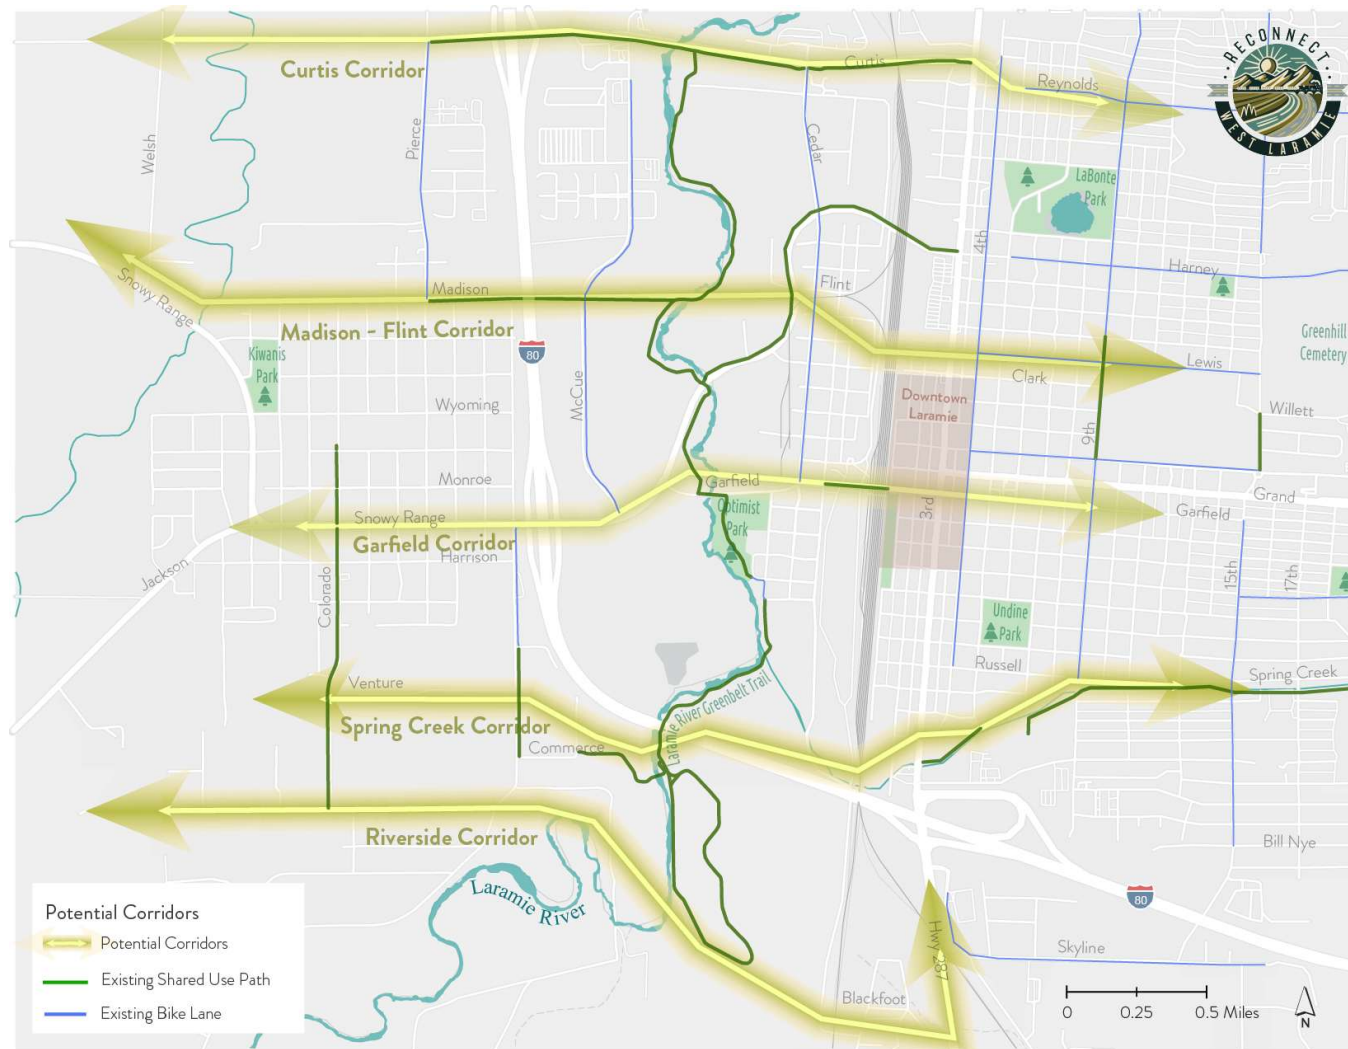 RECONNECT
WEST LARAMIE
Curtis Corridor
Curtis
Reynolds
Welsh
Pierce
Cedar
LaBonte
Park
4th
Harney
Snowy Range
Madison
Flint
Madison - Flint Corridor
80
Kiwanis
Park
McCue
Wyoming
Clark
Lewis
Greenhill
Cemetery
Downtown
Laramie
Willett
9th
Monroe
Garfield
Grand
Snowy Range
Garfield Corridor
Harrison
Optimist
Park
3rd
Garfield
Jackson
Colorado
15th
17th
Undine
Park
Russell
Venture
Spring Creek
Spring Creek Corridor
Commerce
Laramie River Greenbelt Trail
Riverside Corridor
Bill Nye
Laramie
River
80
Hwy 287
Skyline
Blackfoot
Potential Corridors
Potential Corridors
Existing Shared Use Path
Existing Bike Lane
0 0.25 0.5 Miles
N